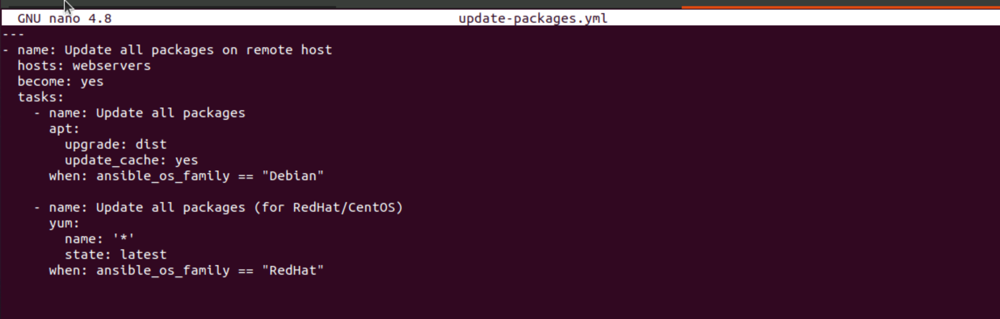 GNU nano 4.8 update-packages.yml
---
- name: Update all packages on remote host
  hosts: webservers
  become: yes
  tasks:
    - name: Update all packages
      apt:
        upgrade: dist
        update_cache: yes
      when: ansible_os_family == "Debian"

    - name: Update all packages (for RedHat/CentOS)
      yum:
        name: '*'
        state: latest
      when: ansible_os_family == "RedHat"